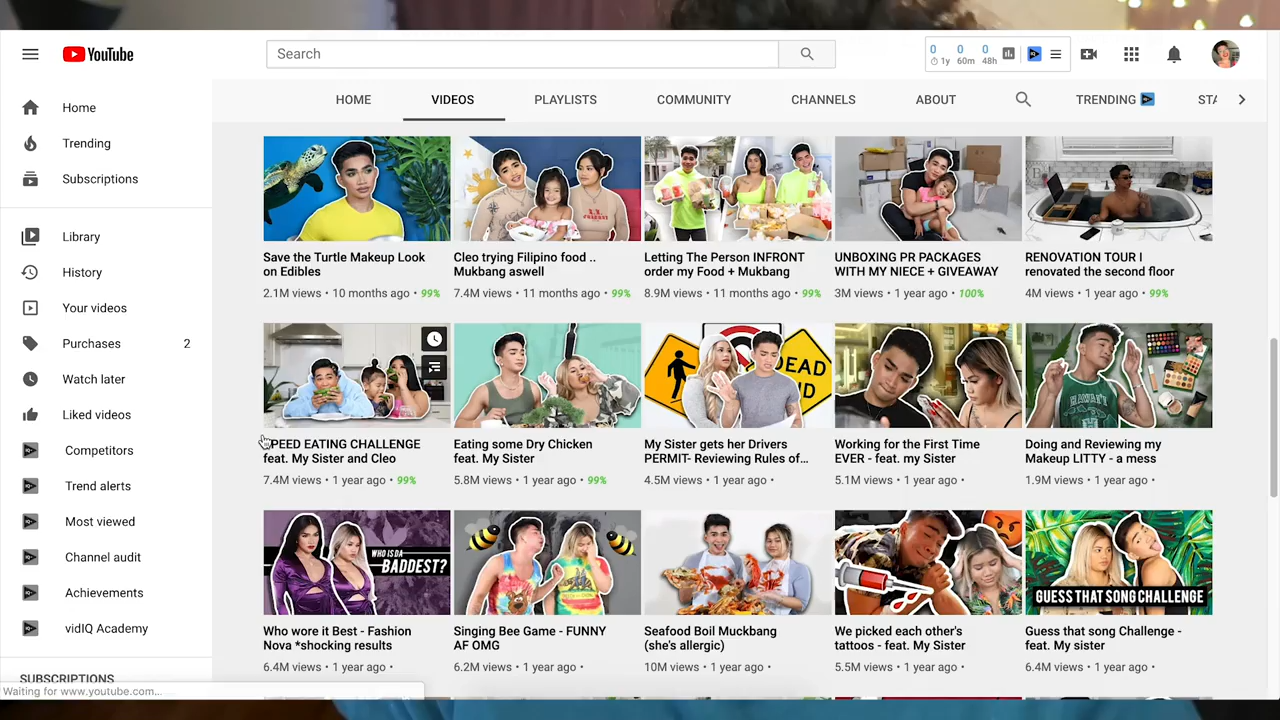 YouTube
Search
0 0 0
1y 60m 48h
HOME VIDEOS PLAYLISTS COMMUNITY CHANNELS ABOUT TRENDING STA
Home
Trending
Subscriptions
Library
History
Your videos
Purchases 2
Watch later
Liked videos
Competitors
Trend alerts
Most viewed
Channel audit
Achievements
vidIQ Academy
SUBSCRIPTIONS
Waiting for www.youtube.com...
Save the Turtle Makeup Look
on Edibles
2.1M views • 10 months ago • 99%
Cleo trying Filipino food ..
Mukbang aswell
7.4M views • 11 months ago • 99%
Letting The Person INFRONT
order my Food + Mukbang
8.9M views • 11 months ago • 99%
UNBOXING PR PACKAGES
WITH MY NIECE + GIVEAWAY
3M views • 1 year ago • 100%
RENOVATION TOUR I
renovated the second floor
4M views • 1 year ago • 99%
SPEED EATING CHALLENGE
feat. My Sister and Cleo
7.4M views • 1 year ago • 99%
Eating some Dry Chicken
feat. My Sister
5.8M views • 1 year ago • 99%
DEAD
END
My Sister gets her Drivers
PERMIT- Reviewing Rules of...
4.5M views • 1 year ago •
Working for the First Time
EVER - feat. my Sister
5.1M views • 1 year ago •
Doing and Reviewing my
Makeup LITTY - a mess
1.9M views • 1 year ago •
WHO IS DA
BADDEST?
Who wore it Best - Fashion
Nova *shocking results
6.4M views • 1 year ago •
Singing Bee Game - FUNNY
AF OMG
6.2M views • 1 year ago •
Seafood Boil Muckbang
(she's allergic)
10M views • 1 year ago •
We picked each other's
tattoos - feat. My Sister
5.5M views • 1 year ago •
GUESS THAT SONG CHALLENGE
Guess that song Challenge -
feat. My sister
6.4M views • 1 year ago •